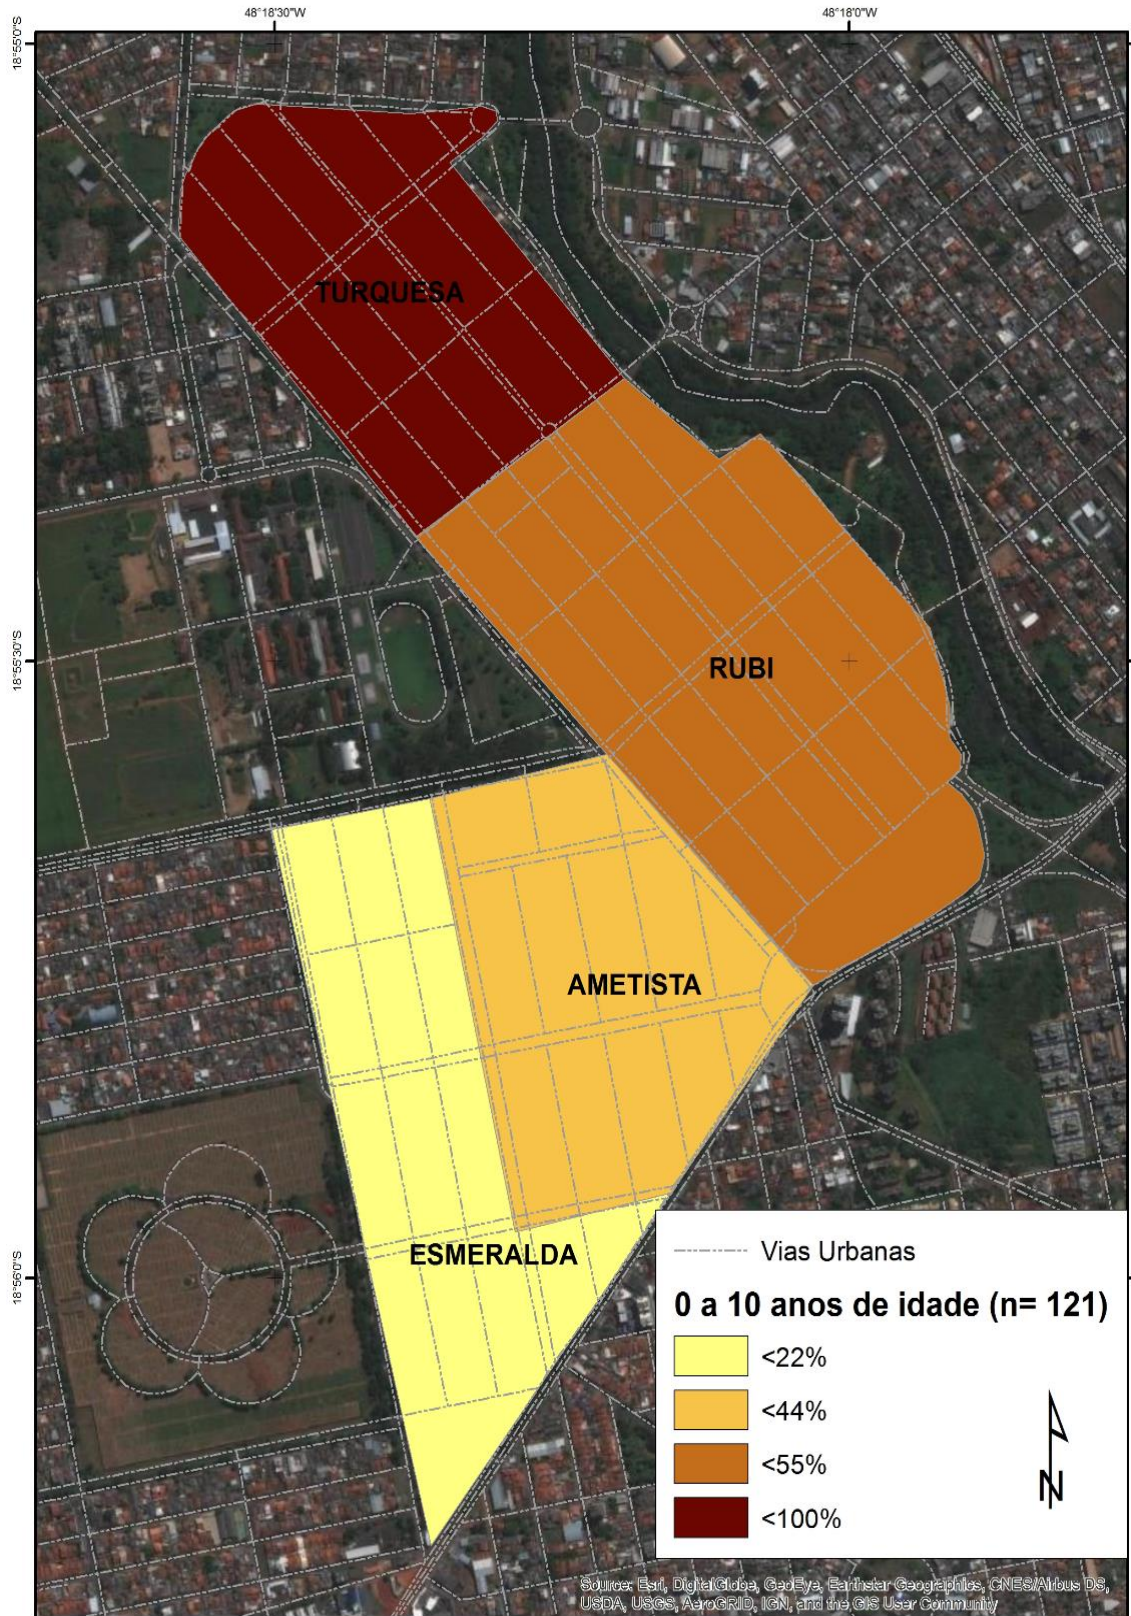 48°18'30"W
48°18'0"W
18°55'0"S
TURQUESA
18°55'30"S
RUBI
AMETISTA
18°56'0"S
ESMERALDA
Vias Urbanas
0 a 10 anos de idade (n= 121)
<22%
<44%
<55%
<100%
N
Source: Esri, DigitalGlobe, GeoEye, Earthstar Geographics, CNES/Airbus DS,
USDA, USGS, AeroGRID, IGN, and the GIS User Community